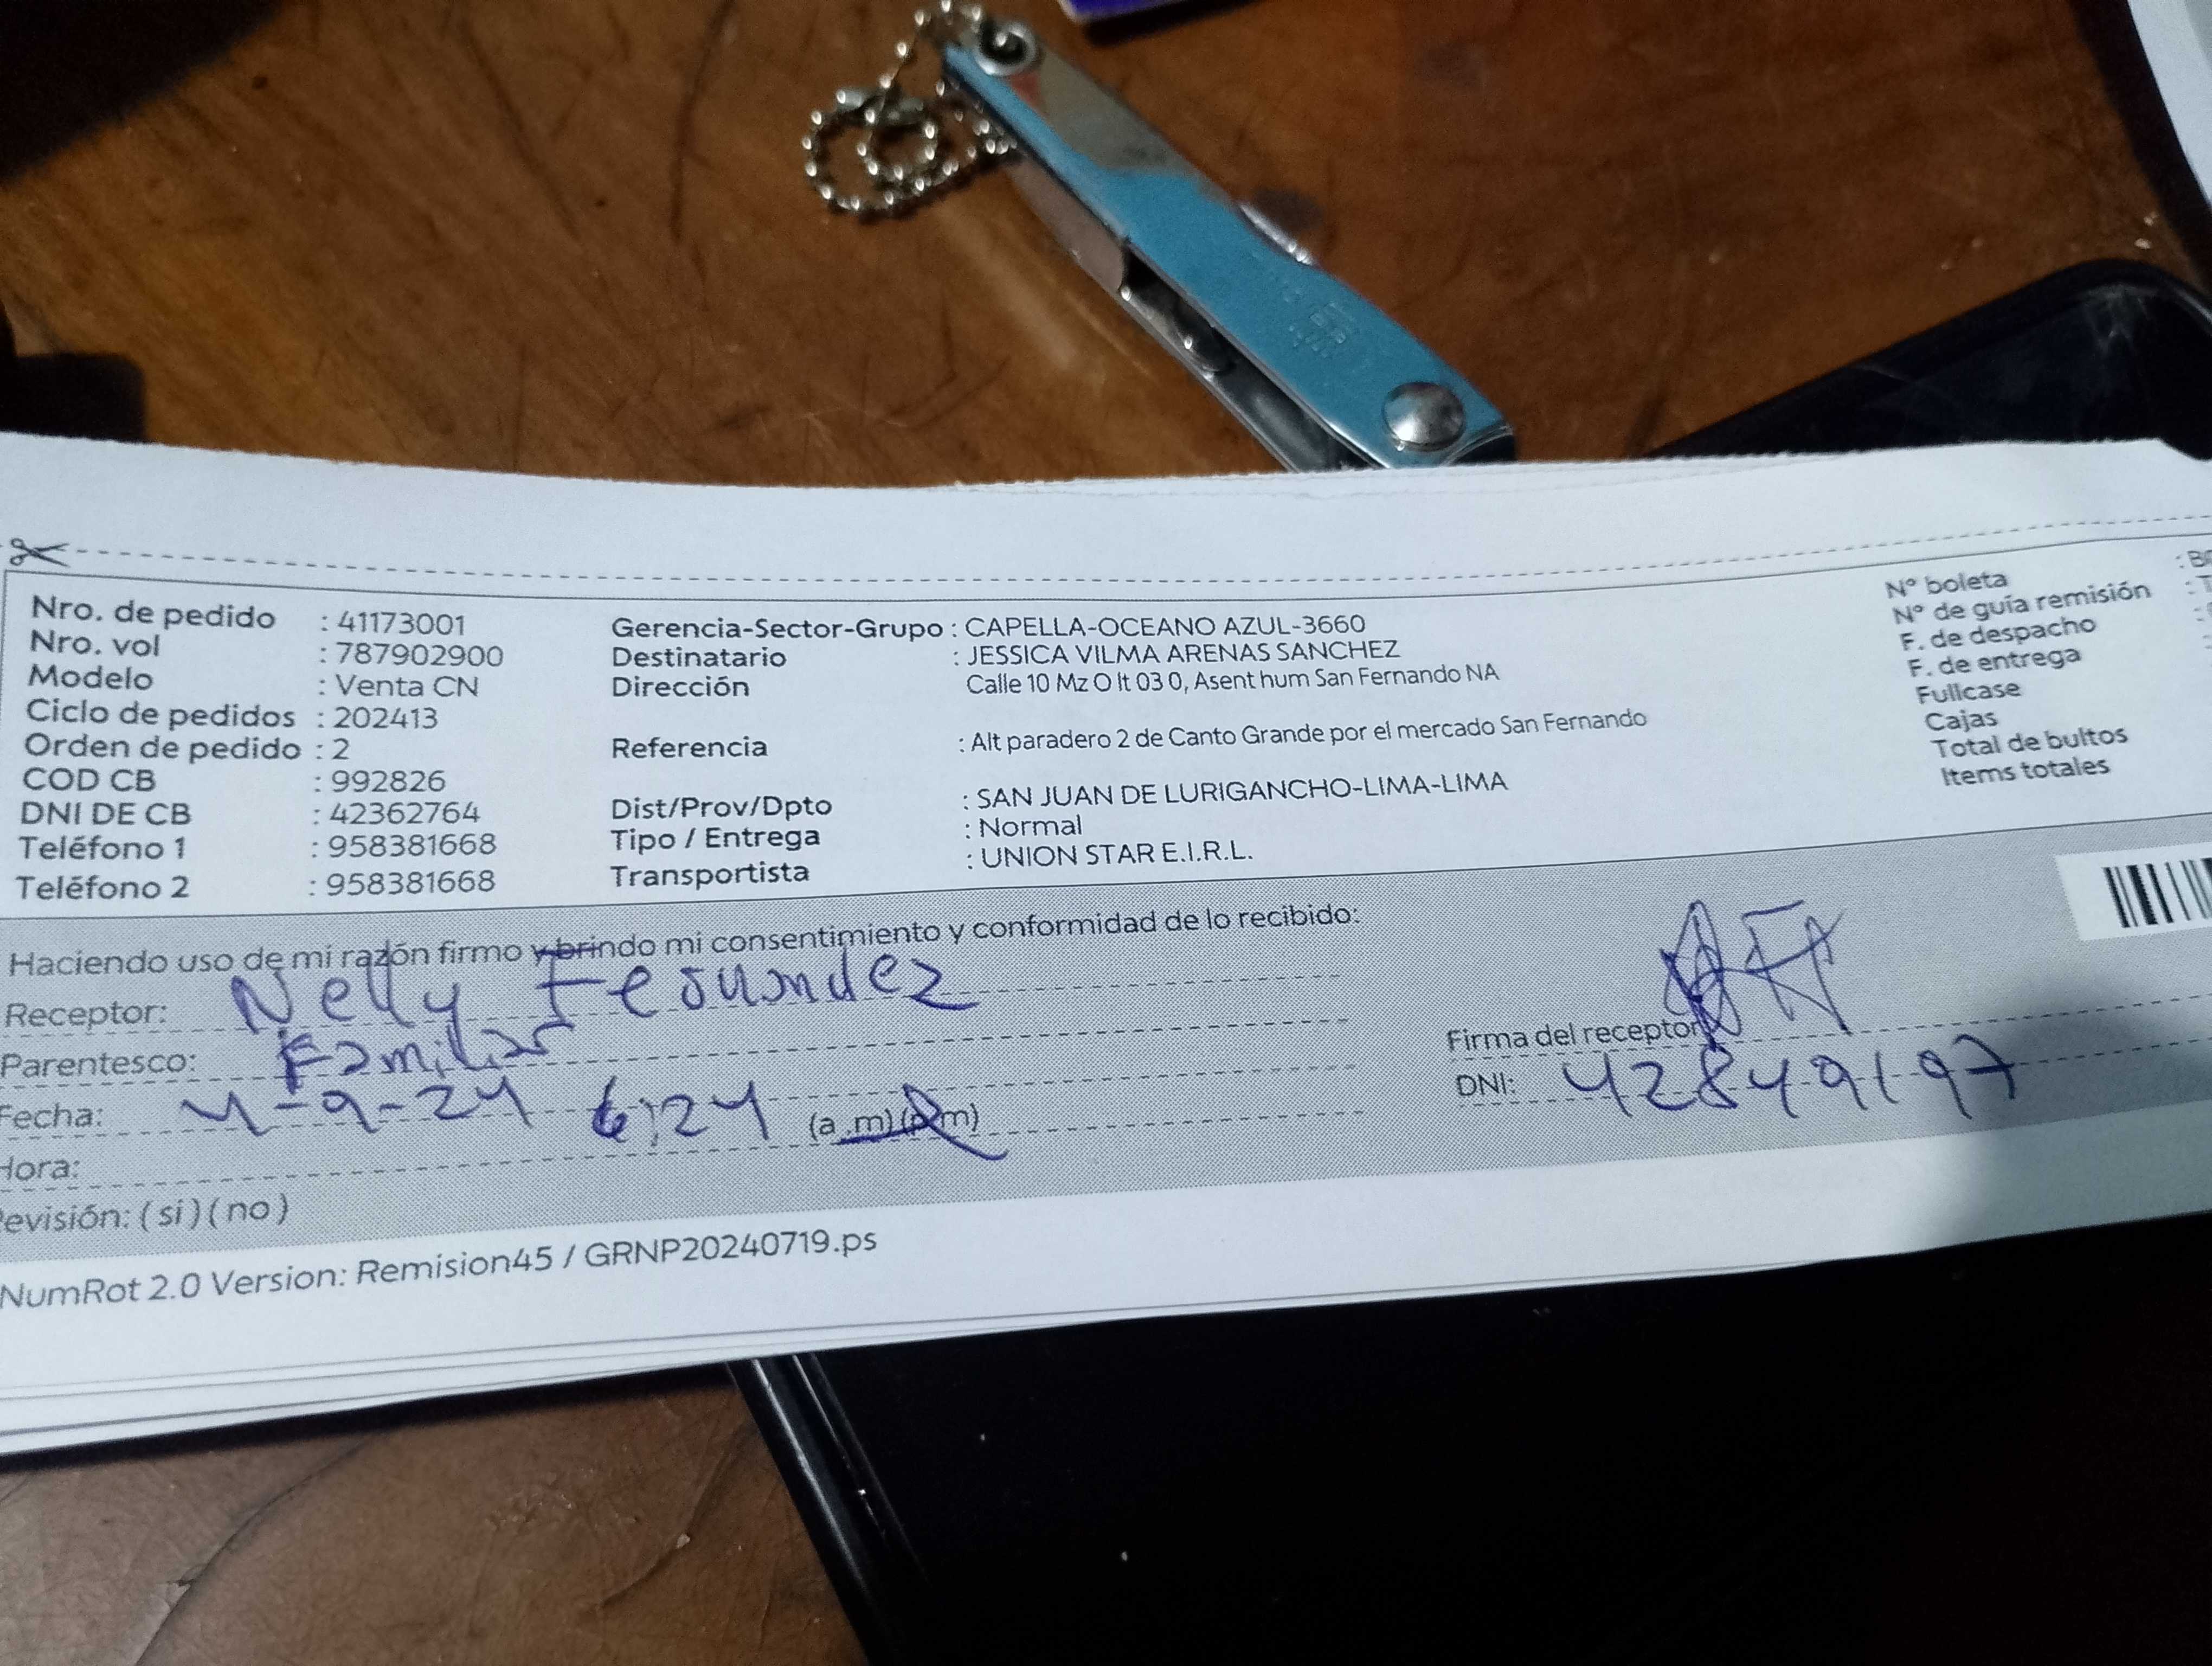 Nro. de pedido : 41173001
Nro. vol : 787902900
Modelo : Venta CN
Ciclo de pedidos : 202413
Orden de pedido : 2
COD CB : 992826
DNI DE CB : 42362764
Teléfono 1 : 958381668
Teléfono 2 : 958381668
Gerencia-Sector-Grupo : CAPELLA-OCEANO AZUL-3660
Destinatario : JESSICA VILMA ARENAS SANCHEZ
Dirección Calle 10 Mz O lt 03 0, Asent hum San Fernando NA
Referencia : Alt paradero 2 de Canto Grande por el mercado San Fernando
Dist/Prov/Dpto : SAN JUAN DE LURIGANCHO-LIMA-LIMA
Tipo / Entrega : Normal
Transportista : UNION STAR E.I.R.L.
N° boleta
N° de guía remisión
F. de despacho
F. de entrega
Fullcase
Cajas
Total de bultos
Items totales
Haciendo uso de mi razón firmo y brindo mi consentimiento y conformidad de lo recibido:
Receptor: Nelly Fernandez
Parentesco: Familiar
Fecha: 4-9-24 6:24 (a.m) (p.m)
Hora:
Revisión: ( si ) ( no )
Firma del receptor
DNI: 42849197
NumRot 2.0 Version: Remision45 / GRNP20240719.ps